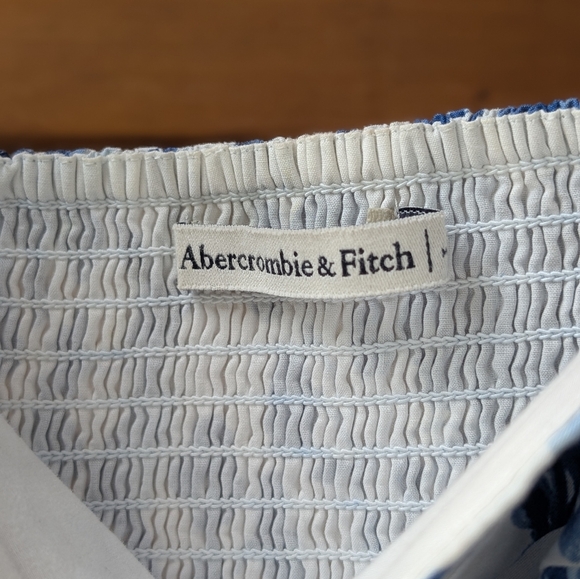 Abercrombie & Fitch |